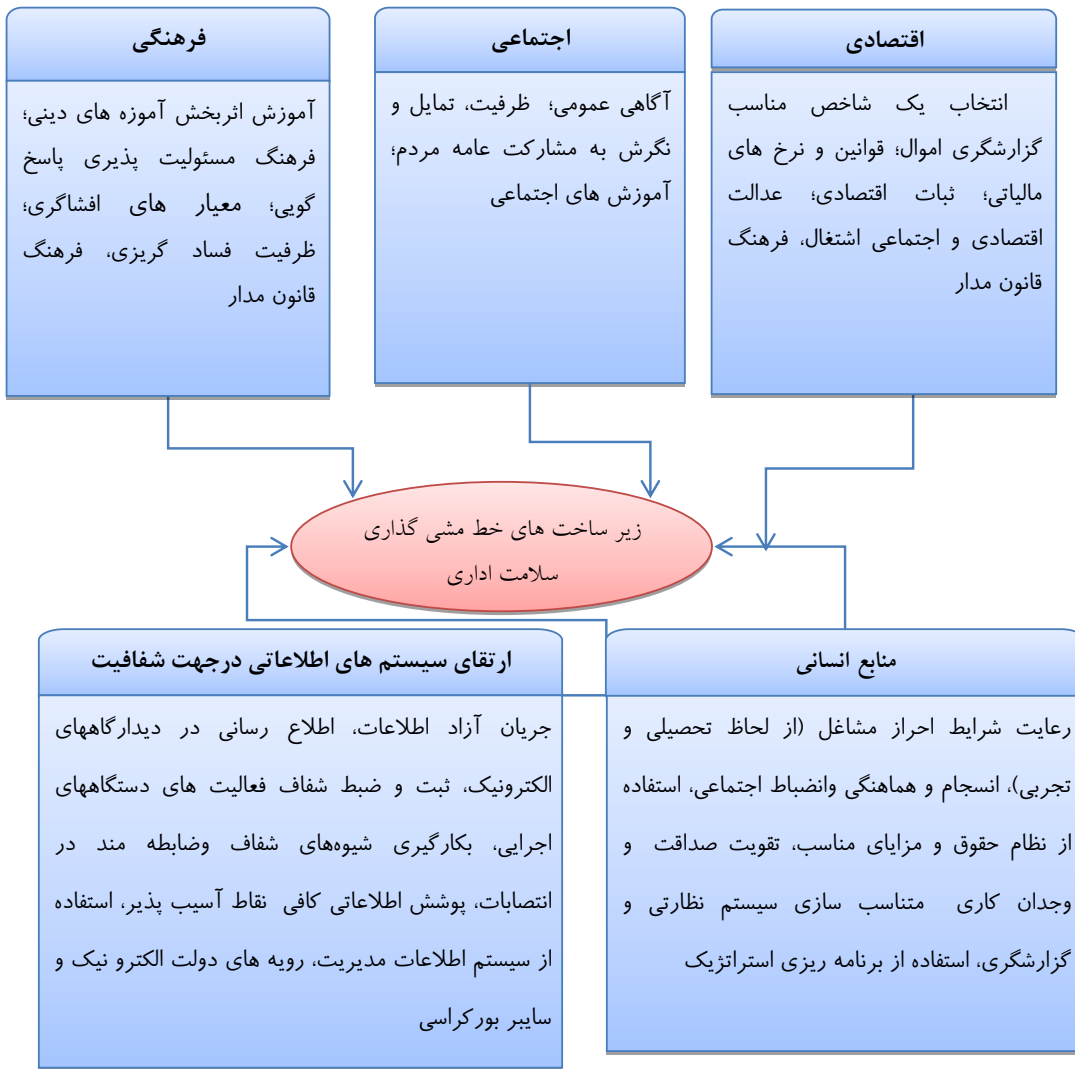 اقتصادی
انتخاب یک شاخص مناسب
گزارشگری اموال؛ قوانین و نرخ های
مالیاتی؛ ثبات اقتصادی؛ عدالت
اقتصادی و اجتماعی اشتغال، فرهنگ
قانون مدار
اجتماعی
آگاهی عمومی؛ ظرفیت، تمایل و
نگرش به مشارکت عامه مردم؛
آموزش های اجتماعی
فرهنگی
آموزش اثربخش آموزه های دینی؛
فرهنگ مسئولیت پذیری پاسخ
گویی؛ معیار های افشاگری؛
ظرفیت فساد گریزی، فرهنگ
قانون مدار
زیر ساخت های خط مشی گذاری
سلامت اداری
منابع انسانی
رعایت شرایط احراز مشاغل (از لحاظ تحصیلی و
تجربی)، انسجام و هماهنگی وانضباط اجتماعی، استفاده
از نظام حقوق و مزایای مناسب، تقویت صداقت و
وجدان کاری متناسب سازی سیستم نظارتی و
گزارشگری، استفاده از برنامه ریزی استراتژیک
ارتقای سیستم های اطلاعاتی درجهت شفافیت
جریان آزاد اطلاعات، اطلاع رسانی در دیدارگاههای
الکترونیک، ثبت و ضبط شفاف فعالیت های دستگاههای
اجرایی، بکارگیری شیوه‌های شفاف وضابطه مند در
انتصابات، پوشش اطلاعاتی کافی نقاط آسیب پذیر، استفاده
از سیستم اطلاعات مدیریت، رویه های دولت الکترو نیک و
سایبر بورکراسی